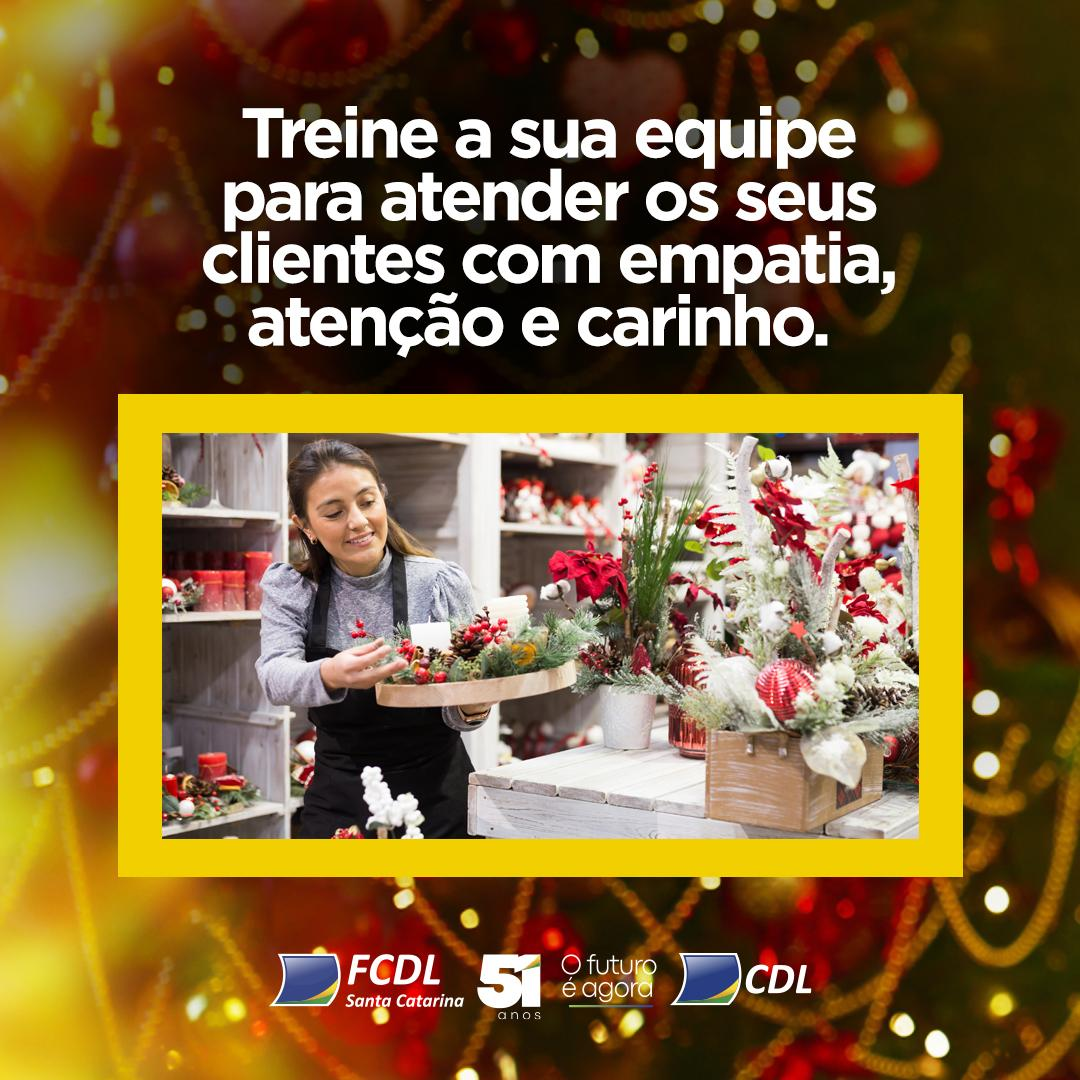 Treine a sua equipe
para atender os seus
clientes com empatia,
atenção e carinho.
FCDL
Santa Catarina
51
anos
O futuro
é agora
CDL